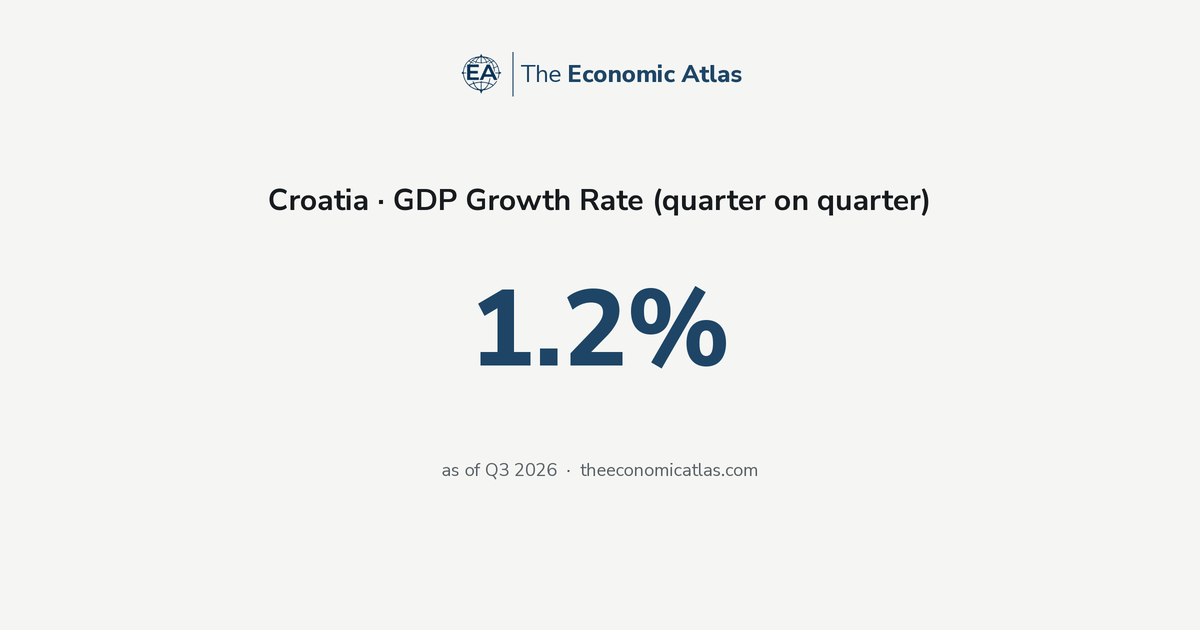 EA The Economic Atlas
Croatia · GDP Growth Rate (quarter on quarter)
1.2%
as of Q3 2026 · theeconomicatlas.com